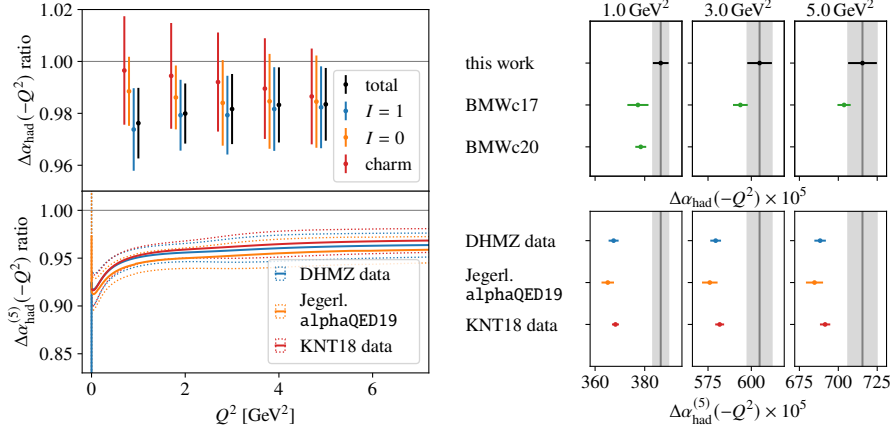 1.02
1.00
0.98
0.96
Δα_had(−Q²) ratio
total
I = 1
I = 0
charm
1.00
0.95
0.90
0.85
Δα_had^(5)(−Q²) ratio
DHMZ data
Jegerl.
alphaQED19
KNT18 data
0 2 4 6
Q² [GeV²]
1.0 GeV² 3.0 GeV² 5.0 GeV²
this work
BMWc17
BMWc20
Δα_had(−Q²) × 10⁵
DHMZ data
Jegerl.
alphaQED19
KNT18 data
360 380 575 600 675 700 725
Δα_had^(5)(−Q²) × 10⁵